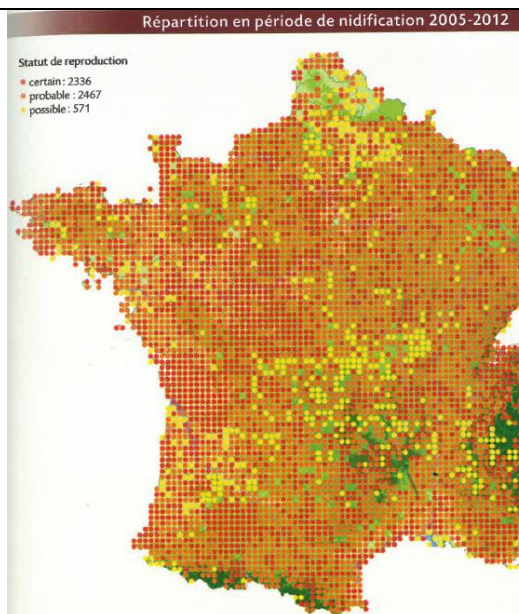 Répartition en période de nidification 2005-2012
Statut de reproduction
certain : 2336
probable : 2467
possible : 571